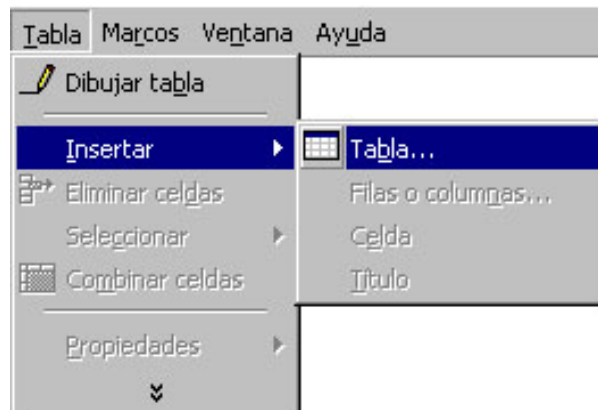 Tabla Marcos Ventana Ayuda
Dibujar tabla
Insertar
Tabla...
Eliminar celdas
Filas o columnas...
Seleccionar
Celda
Combinar celdas
Título
Propiedades